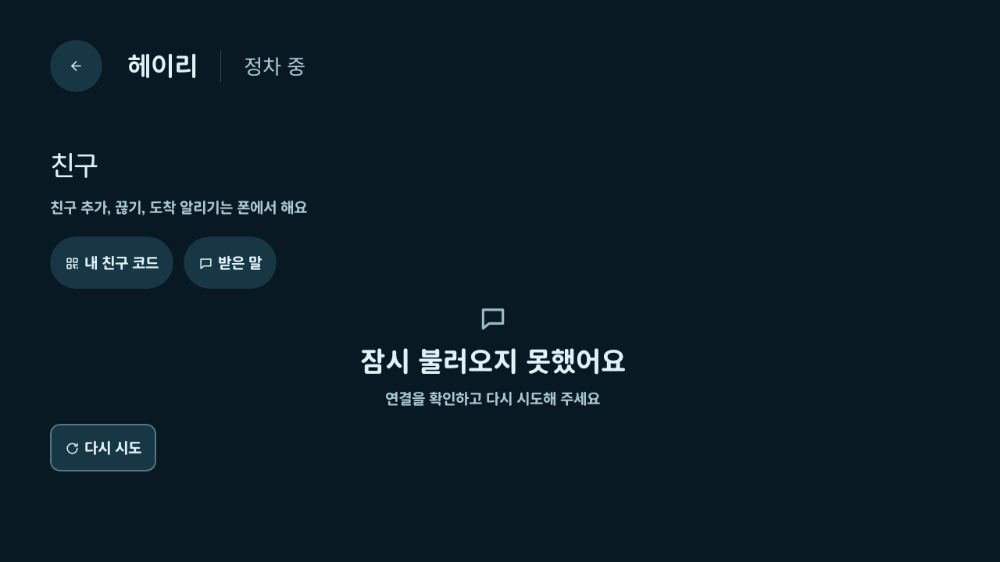 헤이리
정차 중
친구
친구 추가, 끊기, 도착 알리기는 폰에서 해요
내 친구 코드
받은 말
잠시 불러오지 못했어요
연결을 확인하고 다시 시도해 주세요
다시 시도